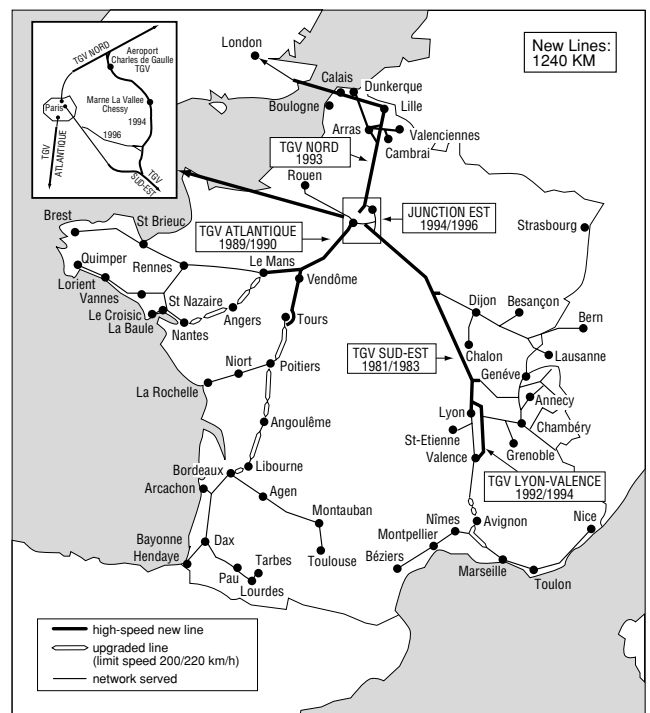 TGV NORD
Aeroport
Charles de Gaulle
TGV
Paris
Marne La Vallee
Chessy
1994
1996
TGV
ATLANTIQUE
TGV
SUD-EST
New Lines:
1240 KM
London
Calais
Dunkerque
Boulogne
Lille
Arras
Valenciennes
Cambrai
TGV NORD
1993
Rouen
JUNCTION EST
1994/1996
TGV ATLANTIQUE
1989/1990
Strasbourg
Brest
St Brieuc
Quimper
Rennes
Le Mans
Lorient
Vannes
Vendôme
St Nazaire
Le Croisic
La Baule
Nantes
Angers
Tours
Dijon
Besançon
Bern
Chalon
Lausanne
TGV SUD-EST
1981/1983
Genéve
Niort
Poitiers
La Rochelle
Annecy
Lyon
Chambéry
St-Etienne
Grenoble
Valence
Angoulême
TGV LYON-VALENCE
1992/1994
Bordeaux
Libourne
Arcachon
Agen
Montauban
Nîmes
Avignon
Nice
Montpellier
Bayonne
Hendaye
Dax
Toulouse
Béziers
Marseille
Toulon
Tarbes
Pau
Lourdes
high-speed new line
upgraded line
(limit speed 200/220 km/h)
network served